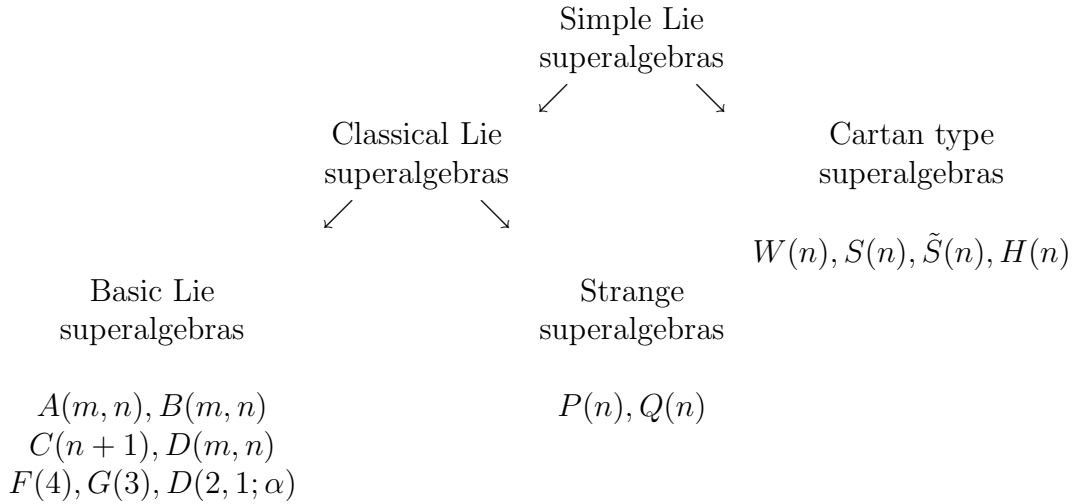 Simple Lie
superalgebras
Classical Lie
superalgebras
Cartan type
superalgebras
W(n), S(n), S̃(n), H(n)
Basic Lie
superalgebras
Strange
superalgebras
A(m, n), B(m, n)
C(n + 1), D(m, n)
F(4), G(3), D(2, 1; α)
P(n), Q(n)